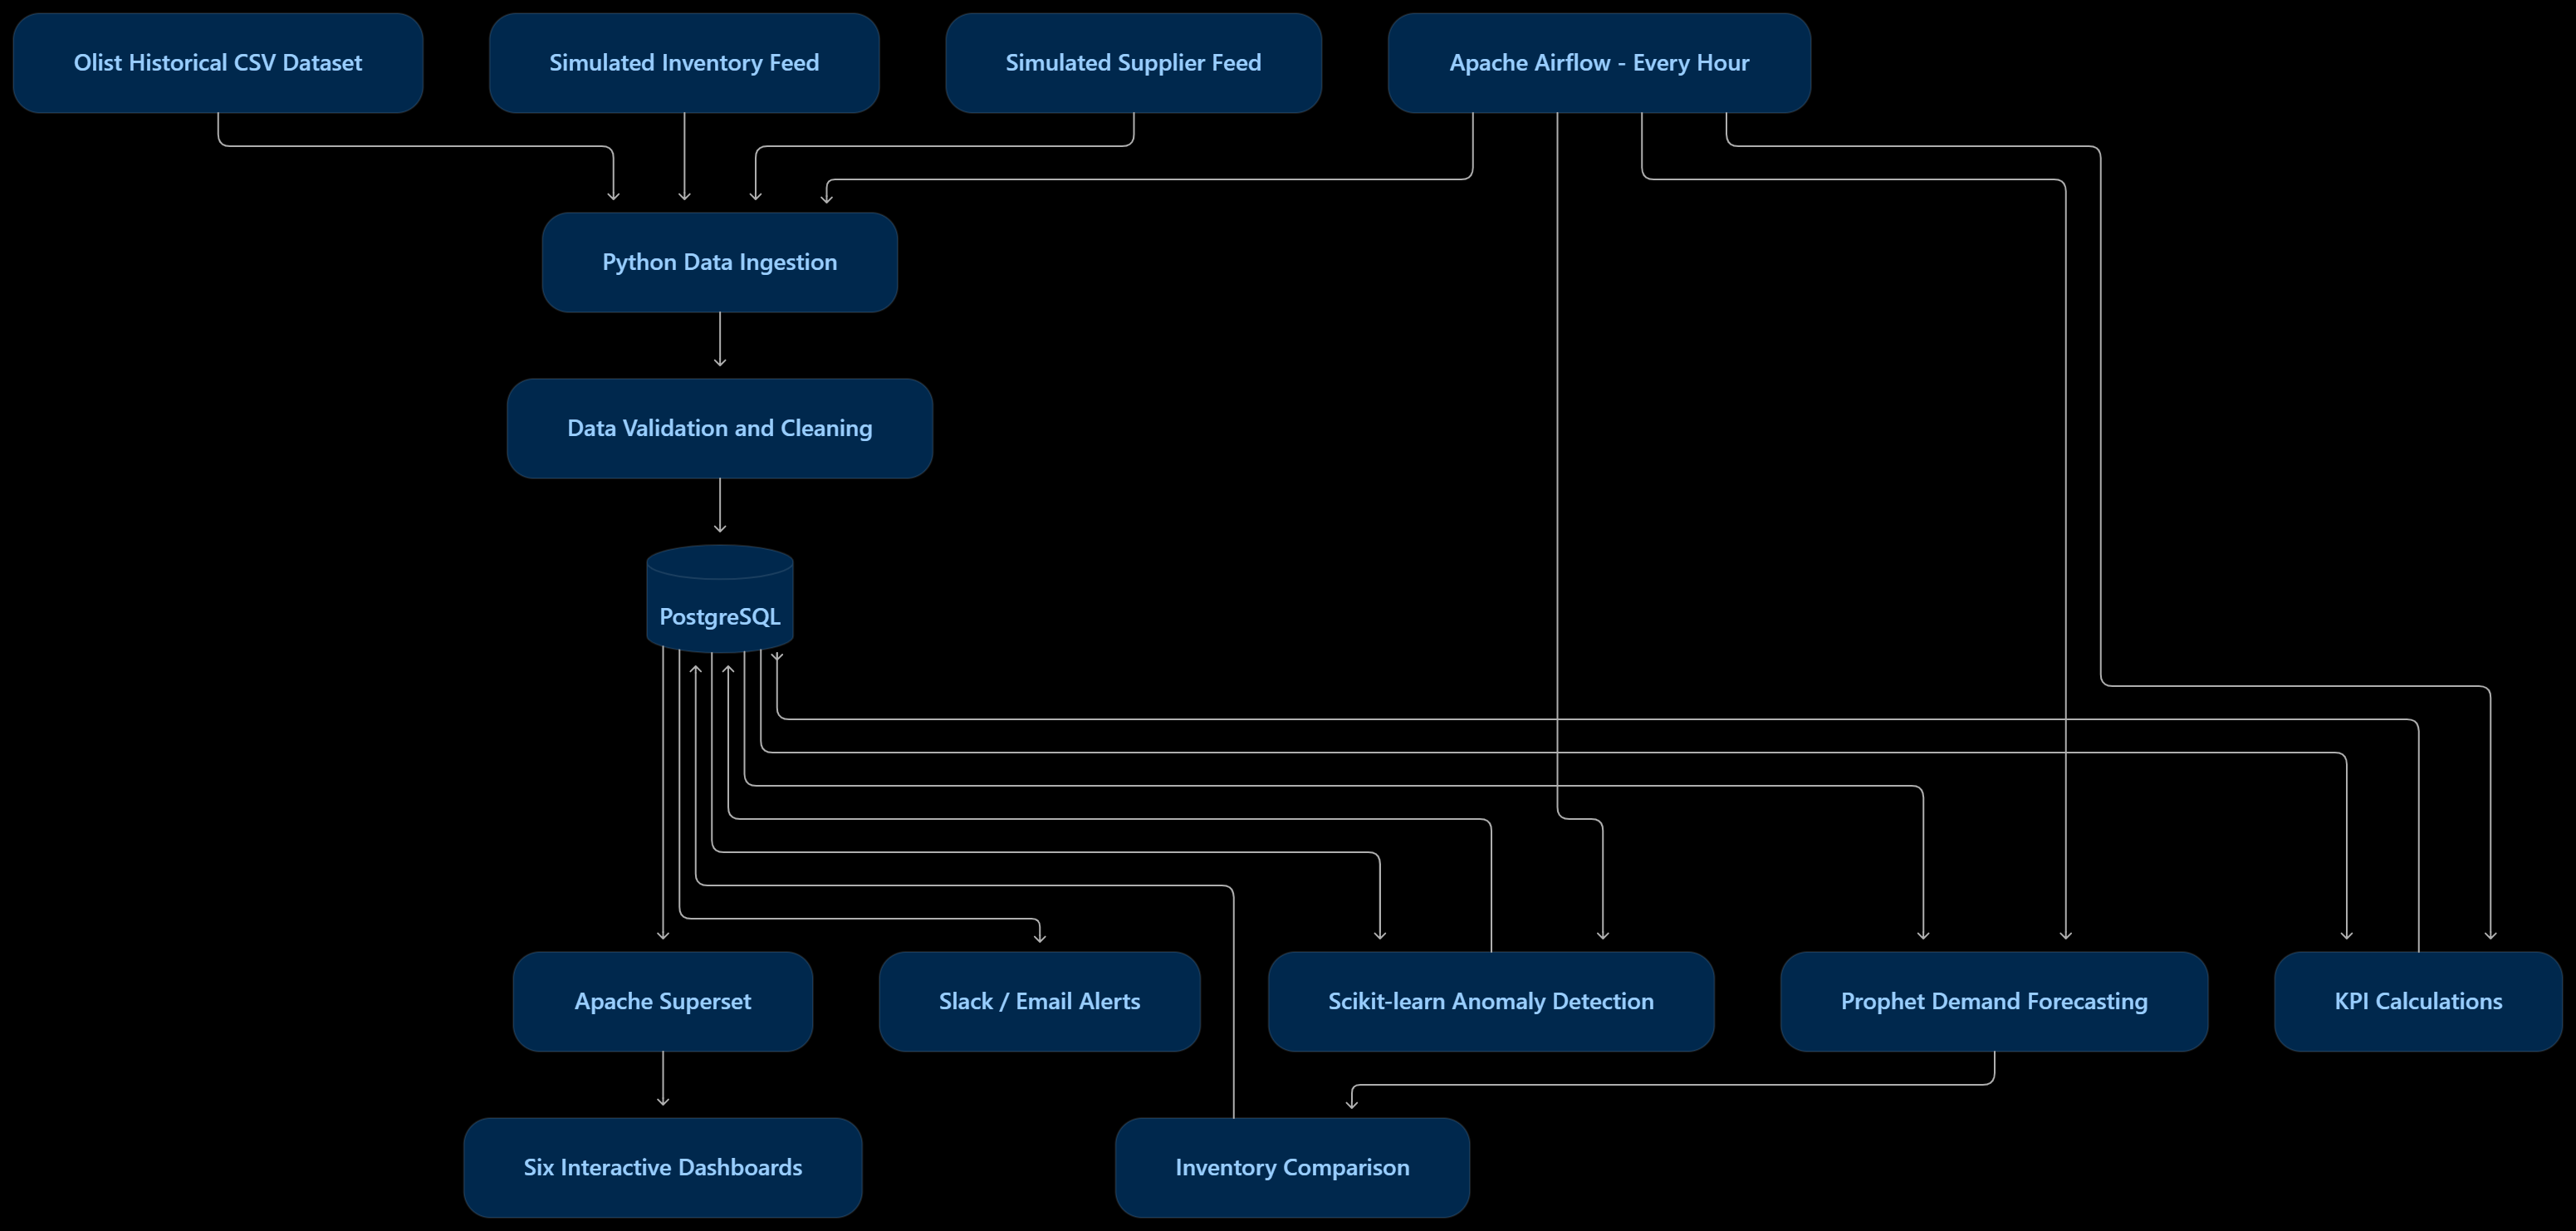 Olist Historical CSV Dataset
Simulated Inventory Feed
Simulated Supplier Feed
Apache Airflow - Every Hour
Python Data Ingestion
Data Validation and Cleaning
PostgreSQL
Apache Superset
Slack / Email Alerts
Scikit-learn Anomaly Detection
Prophet Demand Forecasting
KPI Calculations
Six Interactive Dashboards
Inventory Comparison